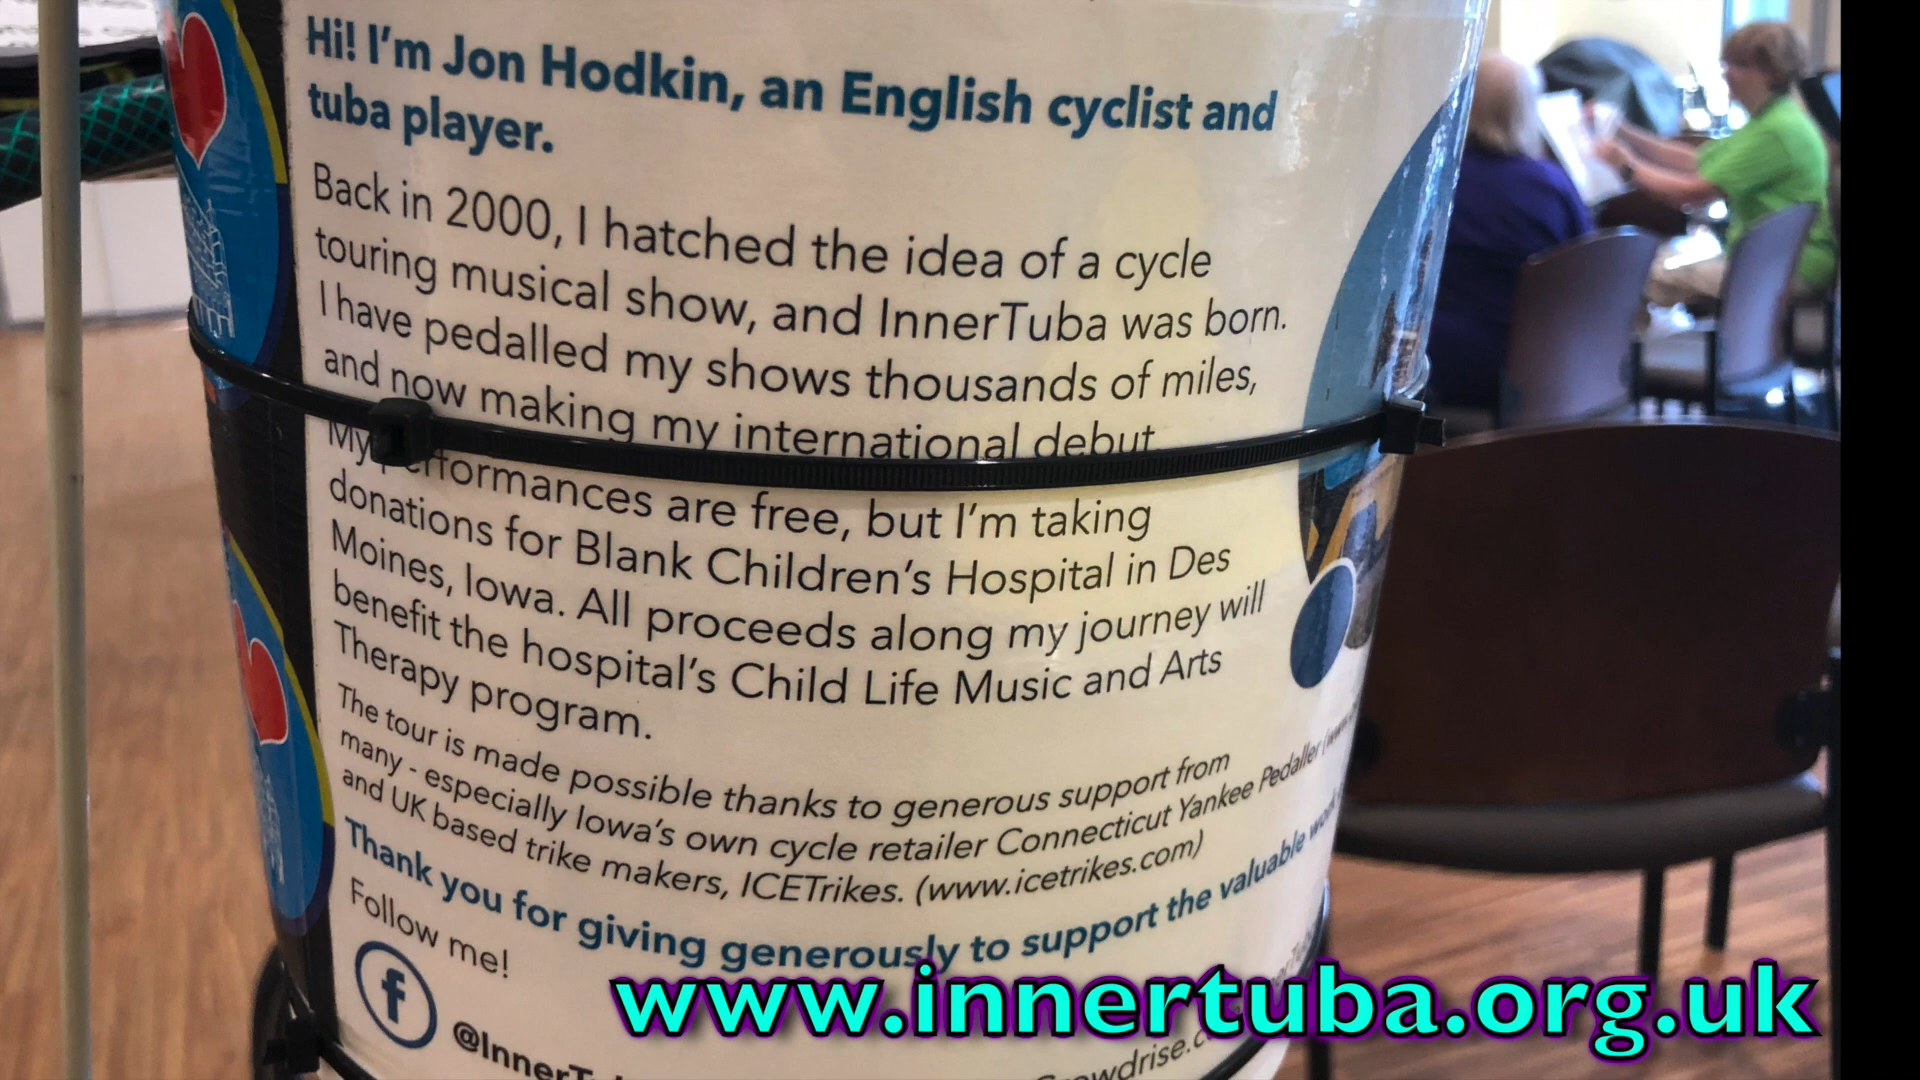 Hi! I'm Jon Hodkin, an English cyclist and
tuba player.
Back in 2000, I hatched the idea of a cycle
touring musical show, and InnerTuba was born.
I have pedalled my shows thousands of miles,
and now making my international debut
My performances are free, but I'm taking
donations for Blank Children's Hospital in Des
Moines, Iowa. All proceeds along my journey will
benefit the hospital's Child Life Music and Arts
Therapy program.
The tour is made possible thanks to generous support from
many - especially Iowa's own cycle retailer Connecticut Yankee Pedaller
and UK based trike makers, ICETrikes. (www.icetrikes.com)
Thank you for giving generously to support the valuable
Follow me!
www.innertuba.org.uk